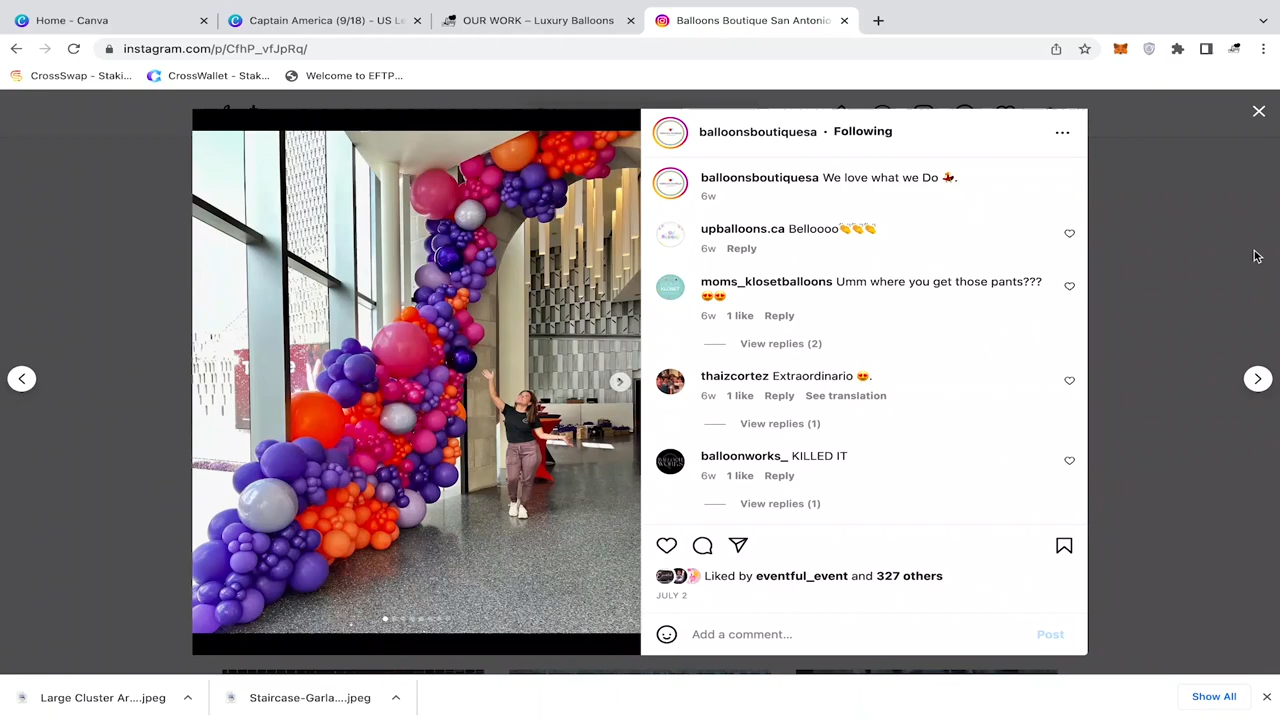 Home - Canva
Captain America (9/18) - US Le
OUR WORK – Luxury Balloons
Balloons Boutique San Antonio
instagram.com/p/CfhP_vfJpRq/
CrossSwap - Staki...
CrossWallet - Stak...
Welcome to EFTP...
balloonsboutiquesa • Following
balloonsboutiquesa We love what we Do 💃.
6w
upballoons.ca Belloooo👏👏👏
6w Reply
moms_klosetballoons Umm where you get those pants???
😍😍
6w 1 like Reply
View replies (2)
thaizcortez Extraordinario 😍.
6w 1 like Reply See translation
View replies (1)
balloonworks_ KILLED IT
6w 1 like Reply
View replies (1)
Liked by eventful_event and 327 others
JULY 2
Add a comment...
Post
Large Cluster Ar....jpeg
Staircase-Garla....jpeg
Show All